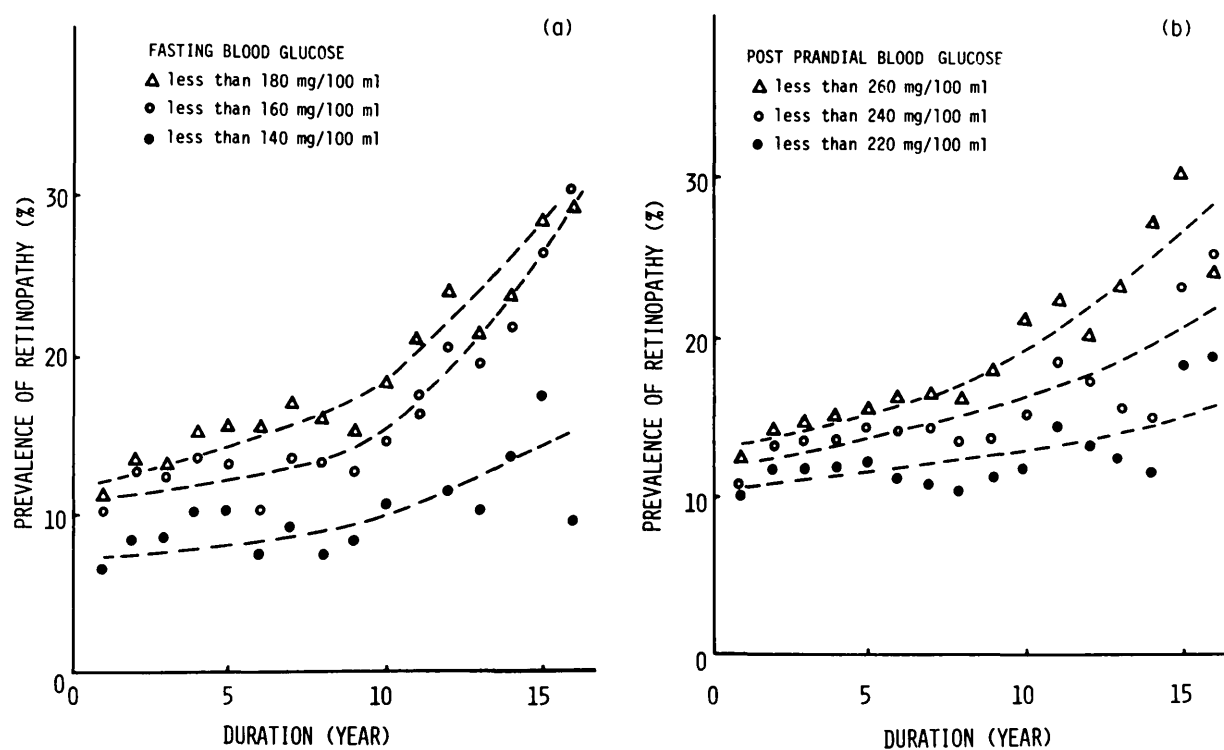 (a)
FASTING BLOOD GLUCOSE
△ less than 180 mg/100 ml
○ less than 160 mg/100 ml
● less than 140 mg/100 ml
PREVALENCE OF RETINOPATHY (%)
30
20
10
0
0 5 10 15
DURATION (YEAR)
(b)
POST PRANDIAL BLOOD GLUCOSE
△ less than 260 mg/100 ml
○ less than 240 mg/100 ml
● less than 220 mg/100 ml
PREVALENCE OF RETINOPATHY (%)
30
20
10
0
0 5 10 15
DURATION (YEAR)